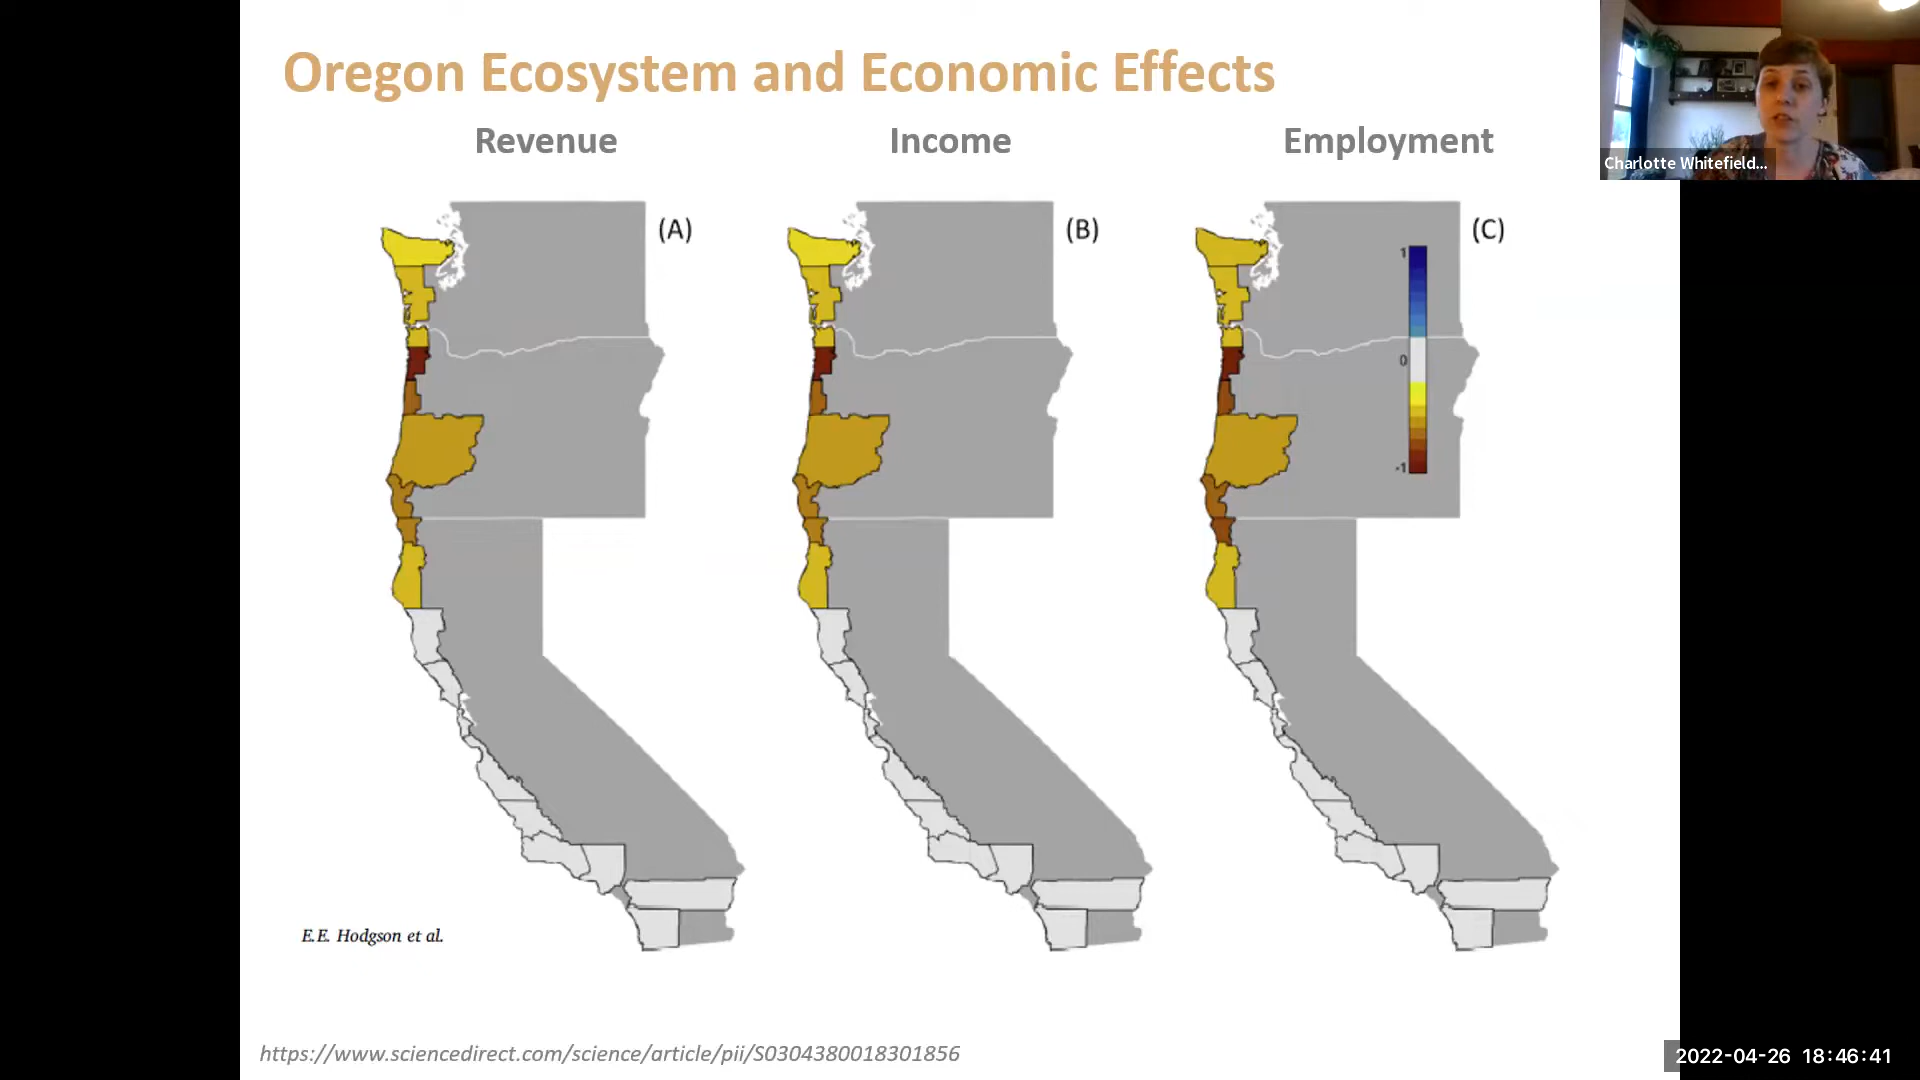 Oregon Ecosystem and Economic Effects
Revenue
Income
Employment
Charlotte Whitefield...
(A)
(B)
(C)
1
0
-1
E.E. Hodgson et al.
https://www.sciencedirect.com/science/article/pii/S0304380018301856
2022-04-26 18:46:41